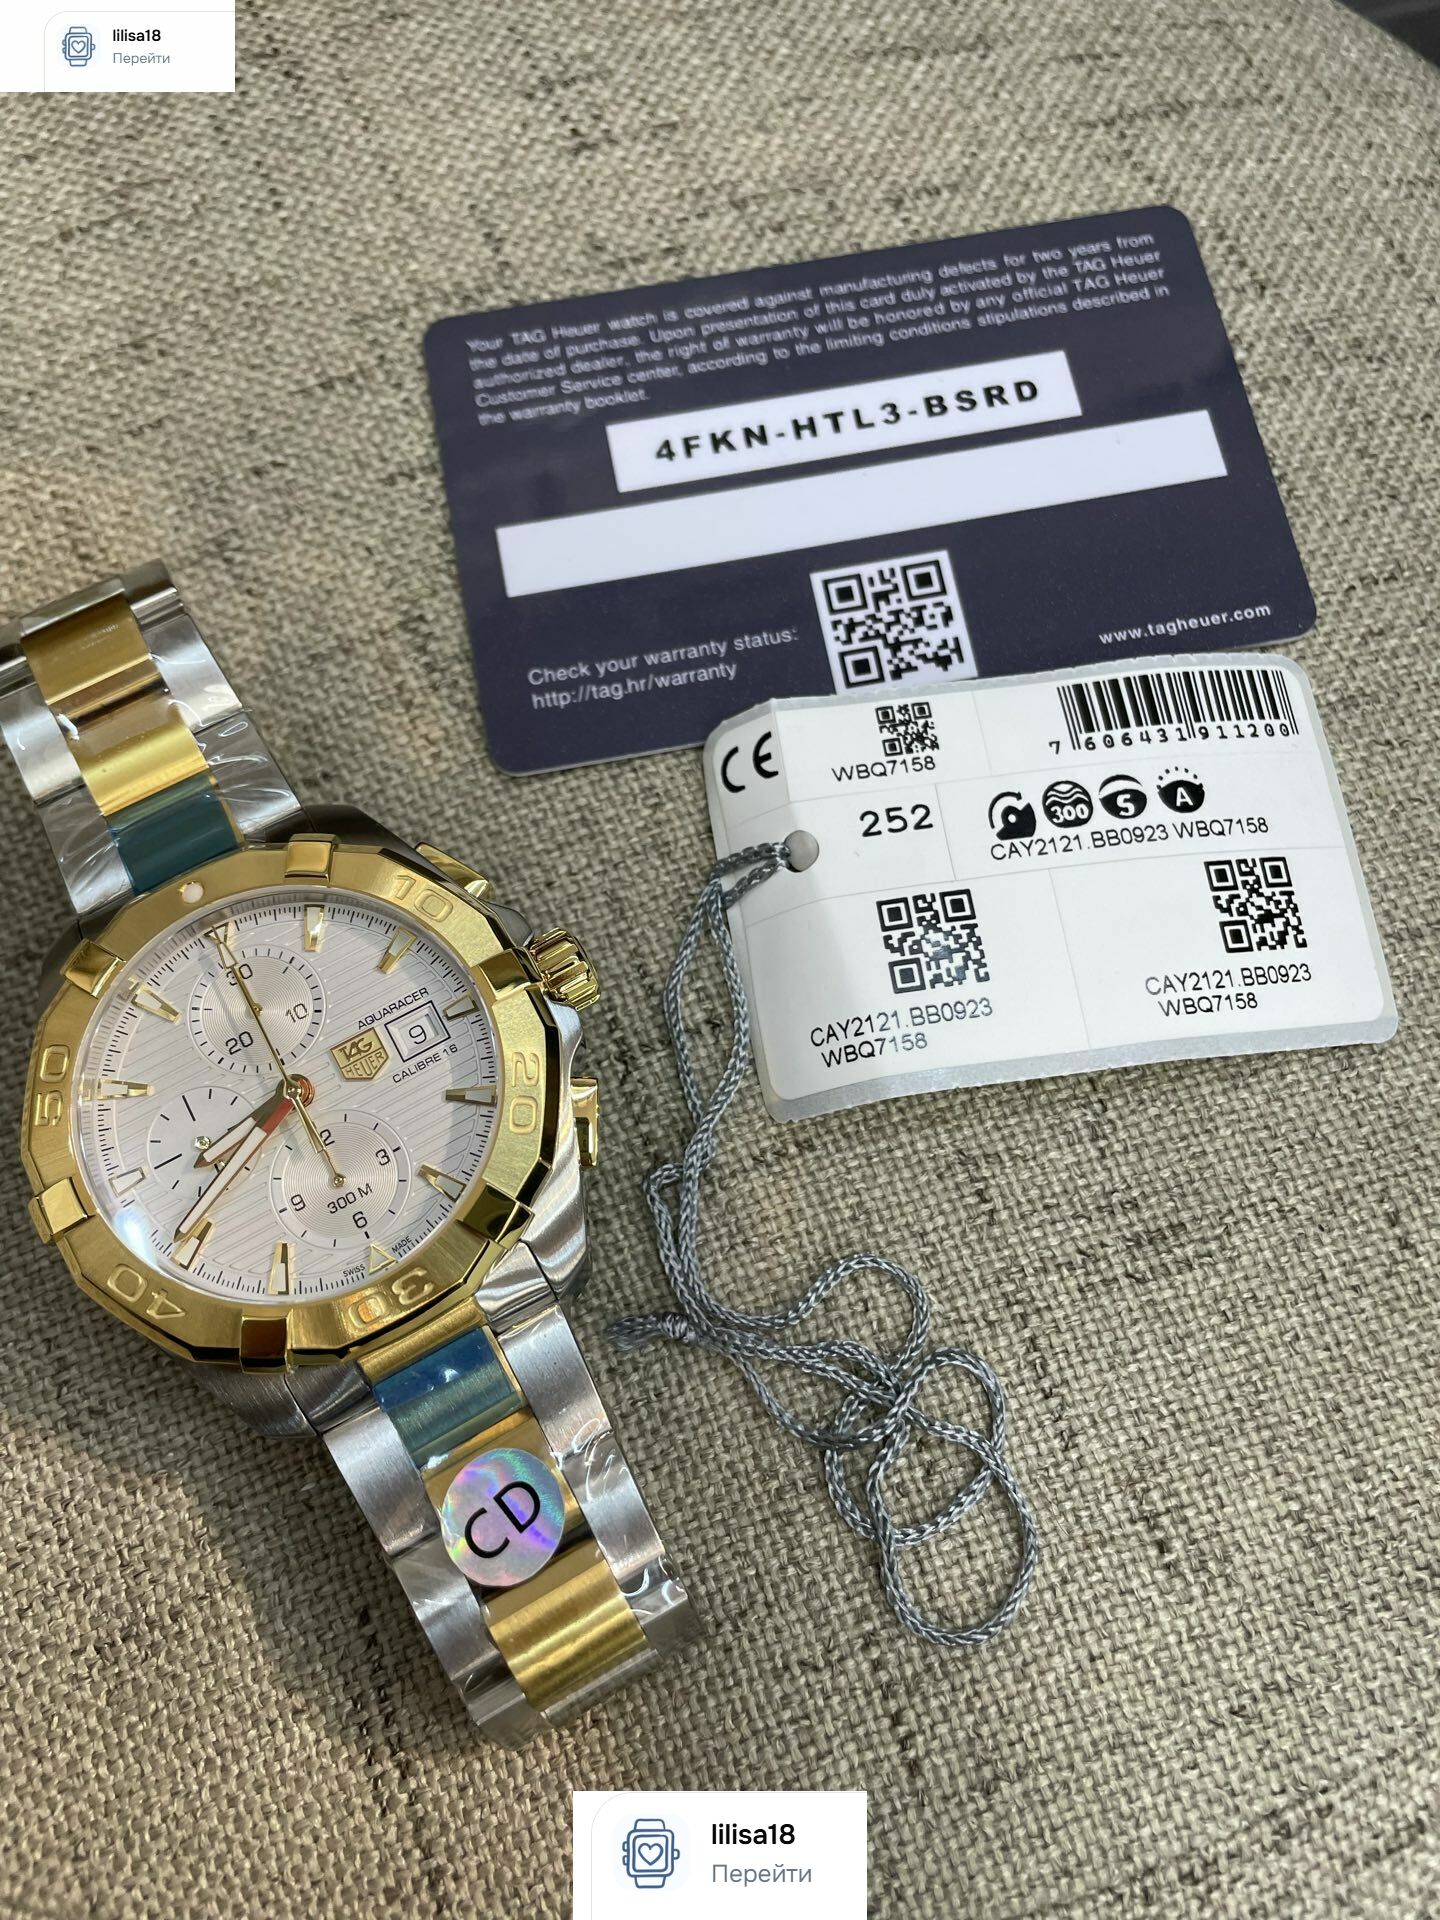 lilisa18
Перейти
Your TAG Heuer watch is covered against manufacturing defects for two years from
the date of purchase. Upon presentation of this card duly activated by the TAG Heuer
authorized dealer, the right of warranty will be honored by any official TAG Heuer
Customer Service center, according to the limiting conditions stipulations described in
the warranty booklet.
4FKN-HTL3-BSRD
Check your warranty status:
http://tag.hr/warranty
www.tagheuer.com
CE
WBQ7158
7 606431 911200
252
300
S
A
CAY2121.BB0923 WBQ7158
CAY2121.BB0923
WBQ7158
CAY2121.BB0923
WBQ7158
10
20
30
40
50
30
10
20
AQUARACER
9
TAG
HEUER
CALIBRE 16
2
3
9
300 M
6
SWISS MADE
CD
lilisa18
Перейти